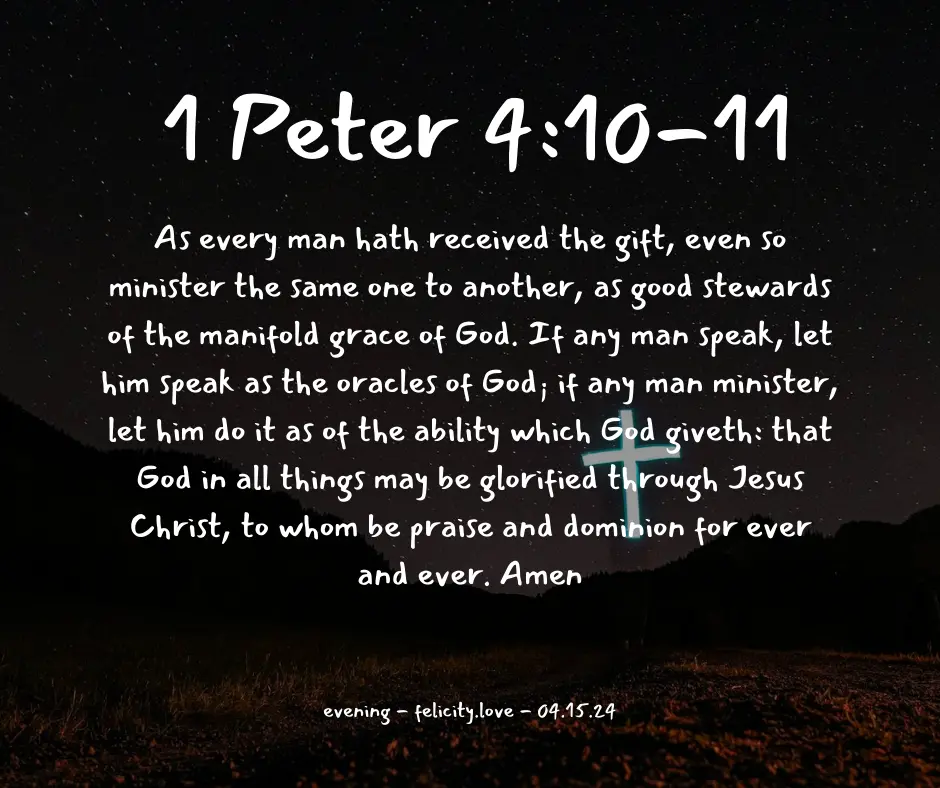 1 Peter 4:10-11
As every man hath received the gift, even so
minister the same one to another, as good stewards
of the manifold grace of God. If any man speak, let
him speak as the oracles of God; if any man minister,
let him do it as of the ability which God giveth: that
God in all things may be glorified through Jesus
Christ, to whom be praise and dominion for ever
and ever. Amen
evening - felicity.love - 04.15.24